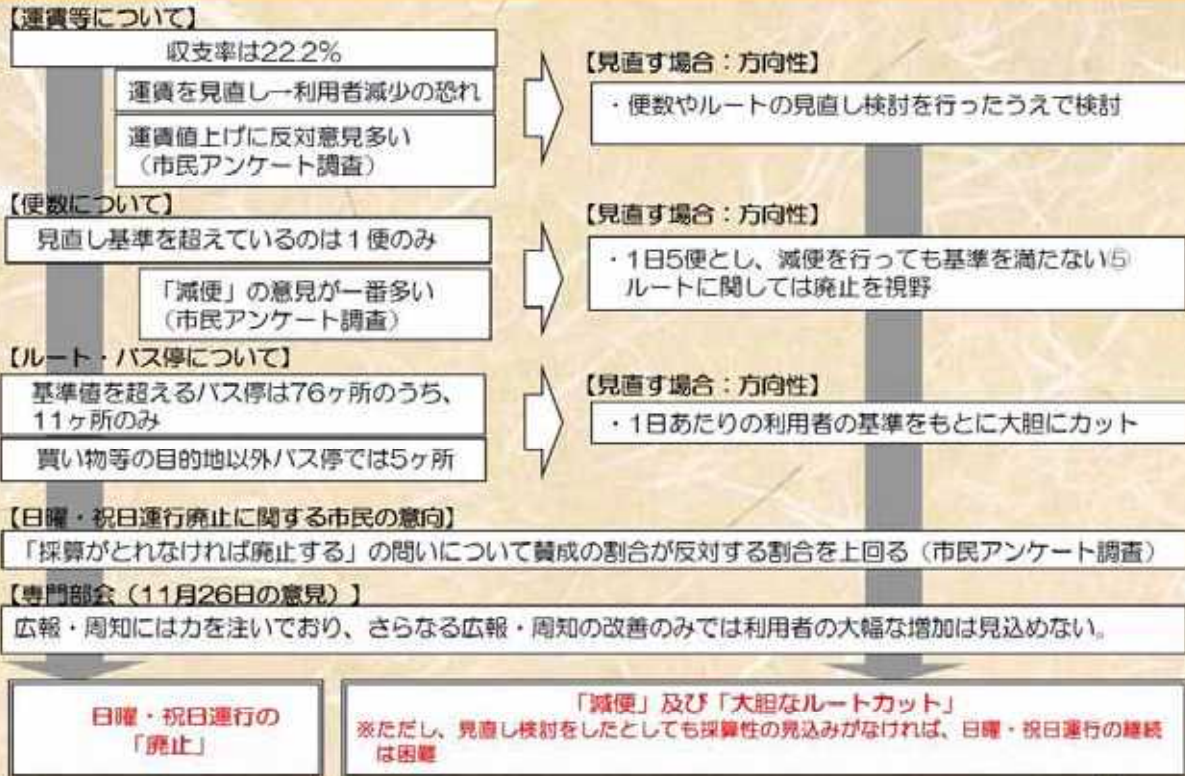 【運賃等について】
収支率は22.2%
運賃を見直し→利用者減少の恐れ
運賃値上げに反対意見多い
（市民アンケート調査）
【見直す場合：方向性】
・便数やルートの見直し検討を行ったうえで検討
【便数について】
見直し基準を超えているのは１便のみ
「減便」の意見が一番多い
（市民アンケート調査）
【見直す場合：方向性】
・1日5便とし、減便を行っても基準を満たない⑤
ルートに関しては廃止を視野
【ルート・バス停について】
基準値を超えるバス停は76ヶ所のうち、
11ヶ所のみ
買い物等の目的地以外バス停では5ヶ所
【見直す場合：方向性】
・1日あたりの利用者の基準をもとに大胆にカット
【日曜・祝日運行廃止に関する市民の意向】
「採算がとれなければ廃止する」の問いについて賛成の割合が反対する割合を上回る（市民アンケート調査）
【専門部会（11月26日の意見）】
広報・周知には力を注いでおり、さらなる広報・周知の改善のみでは利用者の大幅な増加は見込めない。
日曜・祝日運行の
「廃止」
「減便」及び「大胆なルートカット」
※ただし、見直し検討をしたとしても採算性の見込みがなければ、日曜・祝日運行の継続
は困難